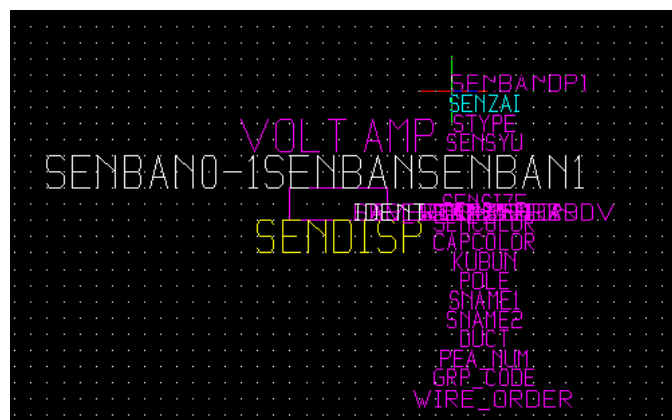 SENBANDP1
SENZAI
STYPE
VOLT AMP
SENSYU
SENBAN0-1SENBANSENBAN1
SENSIZE
IDENT
SENCOLOR
SENDISP
CAPCOLOR
KUBUN
POLE
SNAME1
SNAME2
DUCT
PEA_NUM
GRP_CODE
WIRE_ORDER